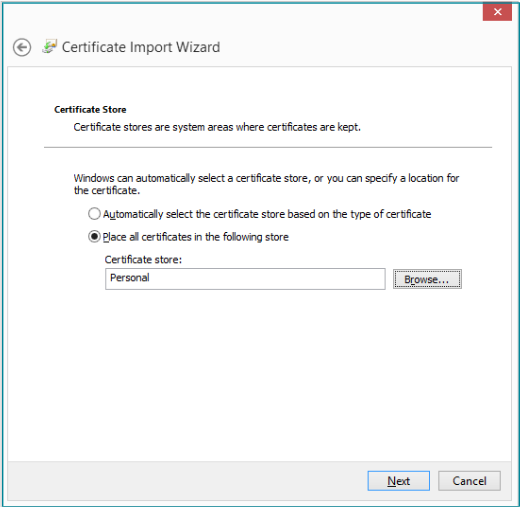 Certificate Import Wizard
Certificate Store
Certificate stores are system areas where certificates are kept.
Windows can automatically select a certificate store, or you can specify a location for
the certificate.
Automatically select the certificate store based on the type of certificate
Place all certificates in the following store
Certificate store:
Personal
Browse...
Next
Cancel